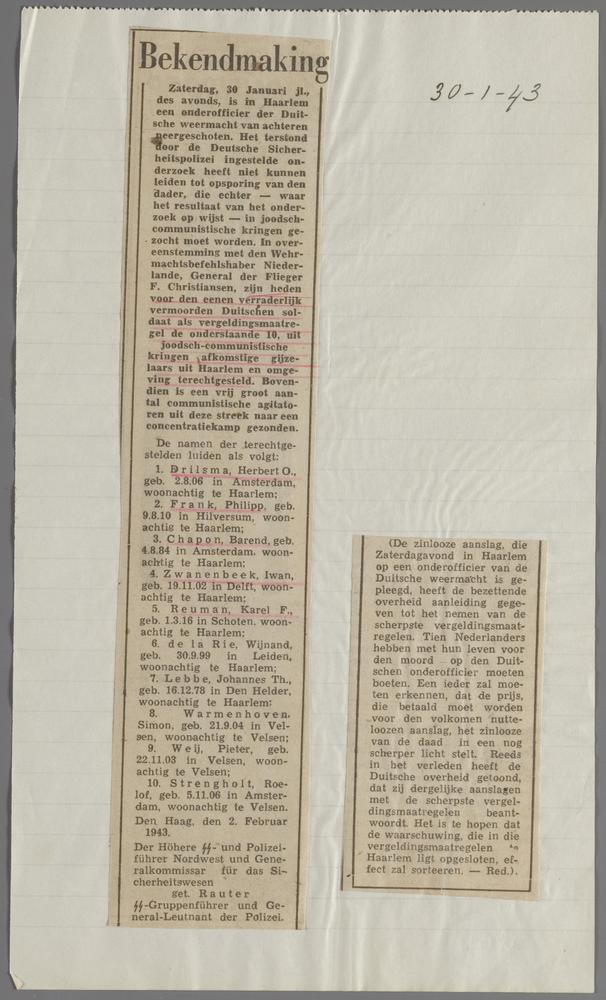 Bekendmaking
Zaterdag, 30 Januari jl.,
des avonds, is in Haarlem
een onderofficier der Duit-
sche weermacht van achteren
neergeschoten. Het terstond
door de Deutsche Sicher-
heitspolizei ingestelde on-
derzoek heeft niet kunnen
leiden tot opsporing van den
dader, die echter — waar
het resultaat van het onder-
zoek op wijst — in joodsch-
communistische kringen ge-
zocht moet worden. In over-
eenstemming met den Wehr-
machtsbefehlshaber Nieder-
lande, General der Flieger
F. Christiansen, zijn heden
voor den eenen verraderlijk
vermoorden Duitschen sol-
daat als vergeldingsmaatre-
gel de onderstaande 10, uit
joodsch-communistische
kringen afkomstige gijze-
laars uit Haarlem en omge-
ving terechtgesteld. Boven-
dien is een vrij groot aan-
tal communistische agitato-
ren uit deze streek naar een
concentratiekamp gezonden.
De namen der terechtge-
stelden luiden als volgt:
1. Drilsma, Herbert O.,
geb. 2.8.06 in Amsterdam,
woonachtig te Haarlem;
2. Frank, Philipp, geb.
9.8.10 in Hilversum, woon-
achtig te Haarlem;
3. Chapon, Barend, geb.
4.8.84 in Amsterdam, woon-
achtig te Haarlem;
4. Zwanenbeek, Iwan,
geb. 19.11.02 in Delft, woon-
achtig te Haarlem;
5. Reuman, Karel F.,
geb. 1.3.16 in Schoten, woon-
achtig te Haarlem;
6. de la Rie, Wijnand,
geb. 30.9.99 in Leiden,
woonachtig te Haarlem;
7. Lebbe, Johannes Th.,
geb. 16.12.78 in Den Helder,
woonachtig te Haarlem;
8. Warmenhoven,
Simon, geb. 21.9.04 in Vel-
sen, woonachtig te Velsen;
9. Weij, Pieter, geb.
22.11.03 in Velsen, woon-
achtig te Velsen;
10. Strengholt, Roe-
lof, geb. 5.11.06 in Amster-
dam, woonachtig te Velsen.
Den Haag, den 2. Februar
1943.
Der Höhere SS- und Polizei-
führer Nordwest und Gene-
ralkommissar für das Si-
cherheitswesen
get. Rauter
SS-Gruppenführer und Ge-
neral-Leutnant der Polizei.
30-1-43
(De zinlooze aanslag, die
Zaterdagavond in Haarlem
op een onderofficier van de
Duitsche weermacht is ge-
pleegd, heeft de bezettende
overheid aanleiding gege-
ven tot het nemen van de
scherpste vergeldingsmaat-
regelen. Tien Nederlanders
hebben met hun leven voor
den moord op den Duit-
schen onderofficier moeten
boeten. Een ieder zal moe-
ten erkennen, dat de prijs,
die betaald moet worden
voor den volkomen nutte-
loozen aanslag, het zinlooze
van de daad in een nog
scherper licht stelt. Reeds
in het verleden heeft de
Duitsche overheid getoond,
dat zij dergelijke aanslagen
met de scherpste vergel-
dingsmaatregelen beant-
woordt. Het is te hopen dat
de waarschuwing, die in die
vergeldingsmaatregelen in
Haarlem ligt opgesloten, ef-
fect zal sorteeren. — Red.).